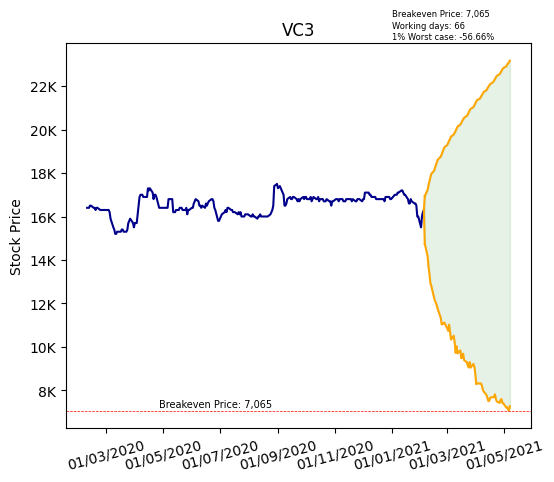 Breakeven Price: 7,065
Working days: 66
1% Worst case: -56.66%
VC3
Stock Price
22K
20K
18K
16K
14K
12K
10K
8K
Breakeven Price: 7,065
01/03/2020
01/05/2020
01/07/2020
01/09/2020
01/11/2020
01/01/2021
01/03/2021
01/05/2021